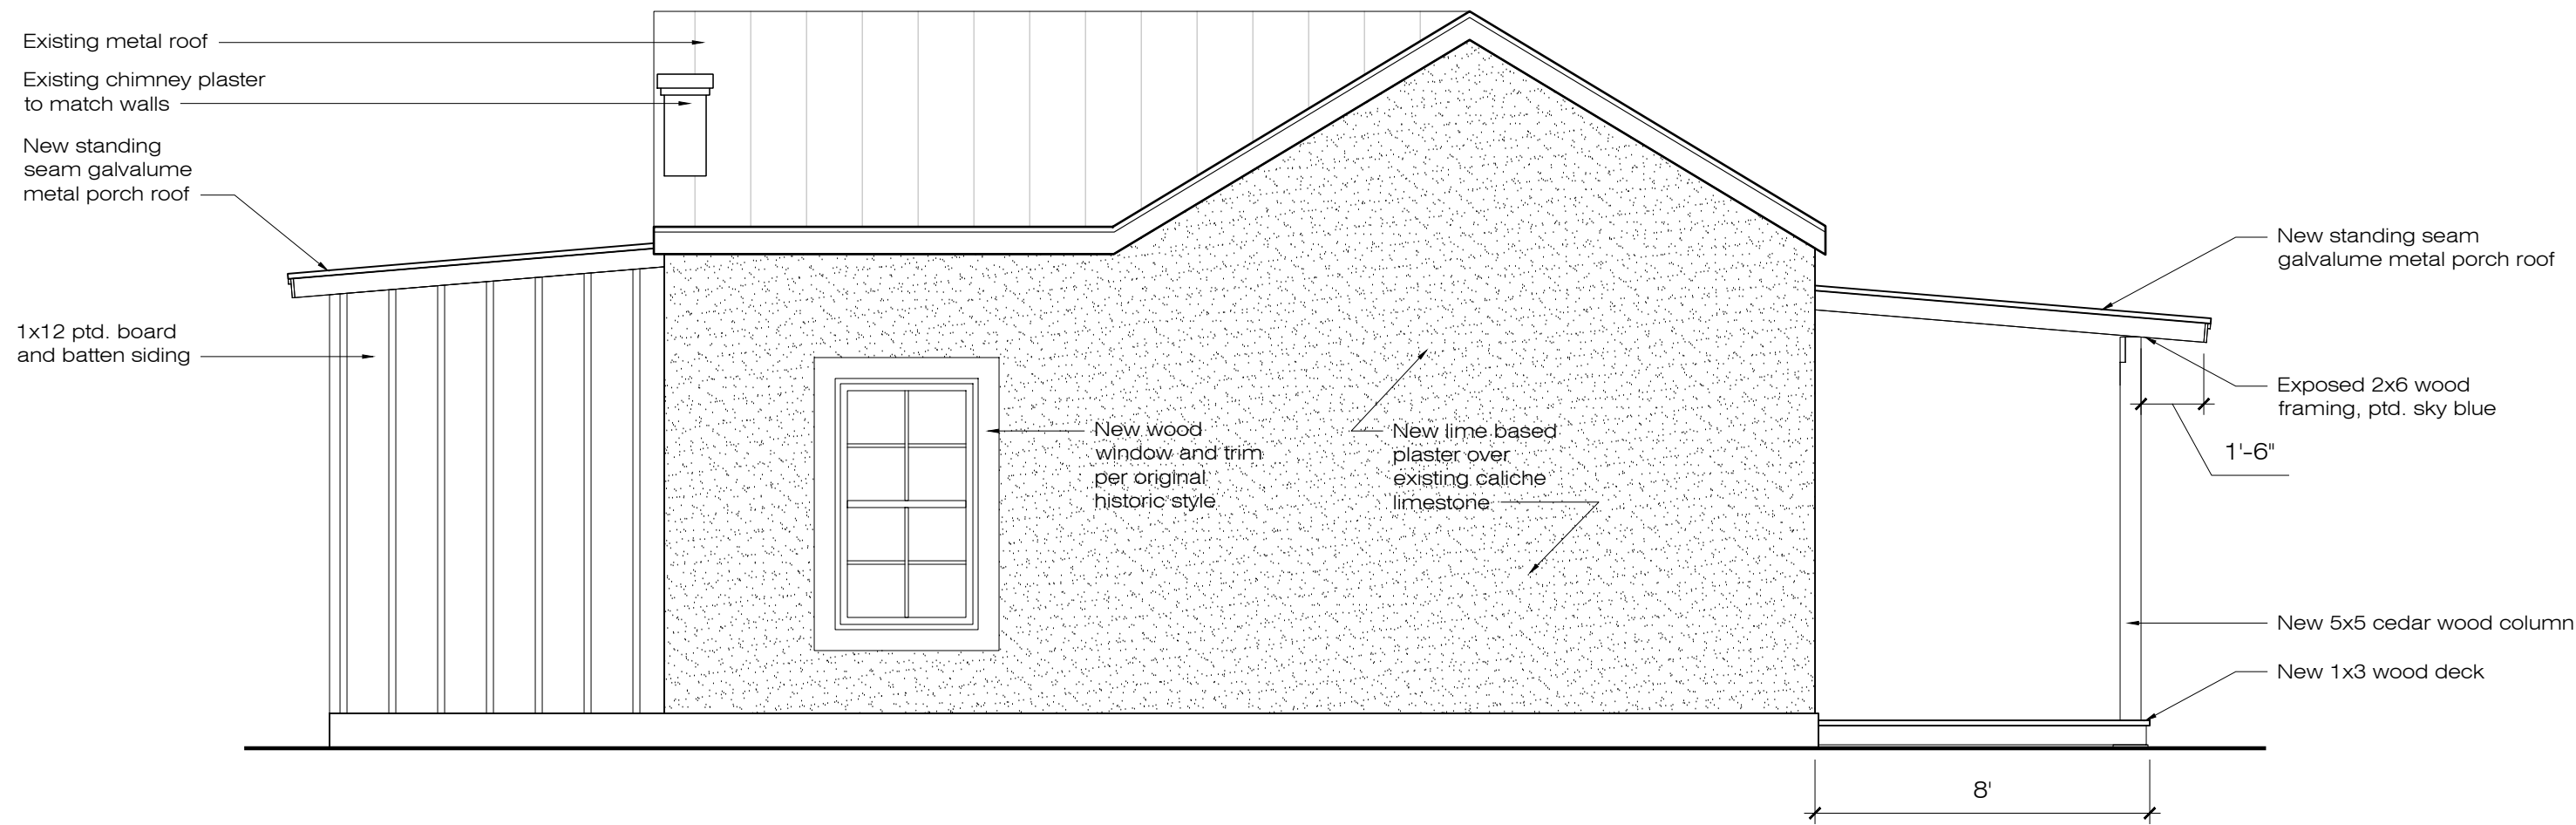 Existing metal roof
Existing chimney plaster
to match walls
New standing
seam galvalume
metal porch roof
1x12 ptd. board
and batten siding
New wood
window and trim
per original
historic style
New lime based
plaster over
existing caliche
limestone
New standing seam
galvalume metal porch roof
Exposed 2x6 wood
framing, ptd. sky blue
1'-6"
New 5x5 cedar wood column
New 1x3 wood deck
8'